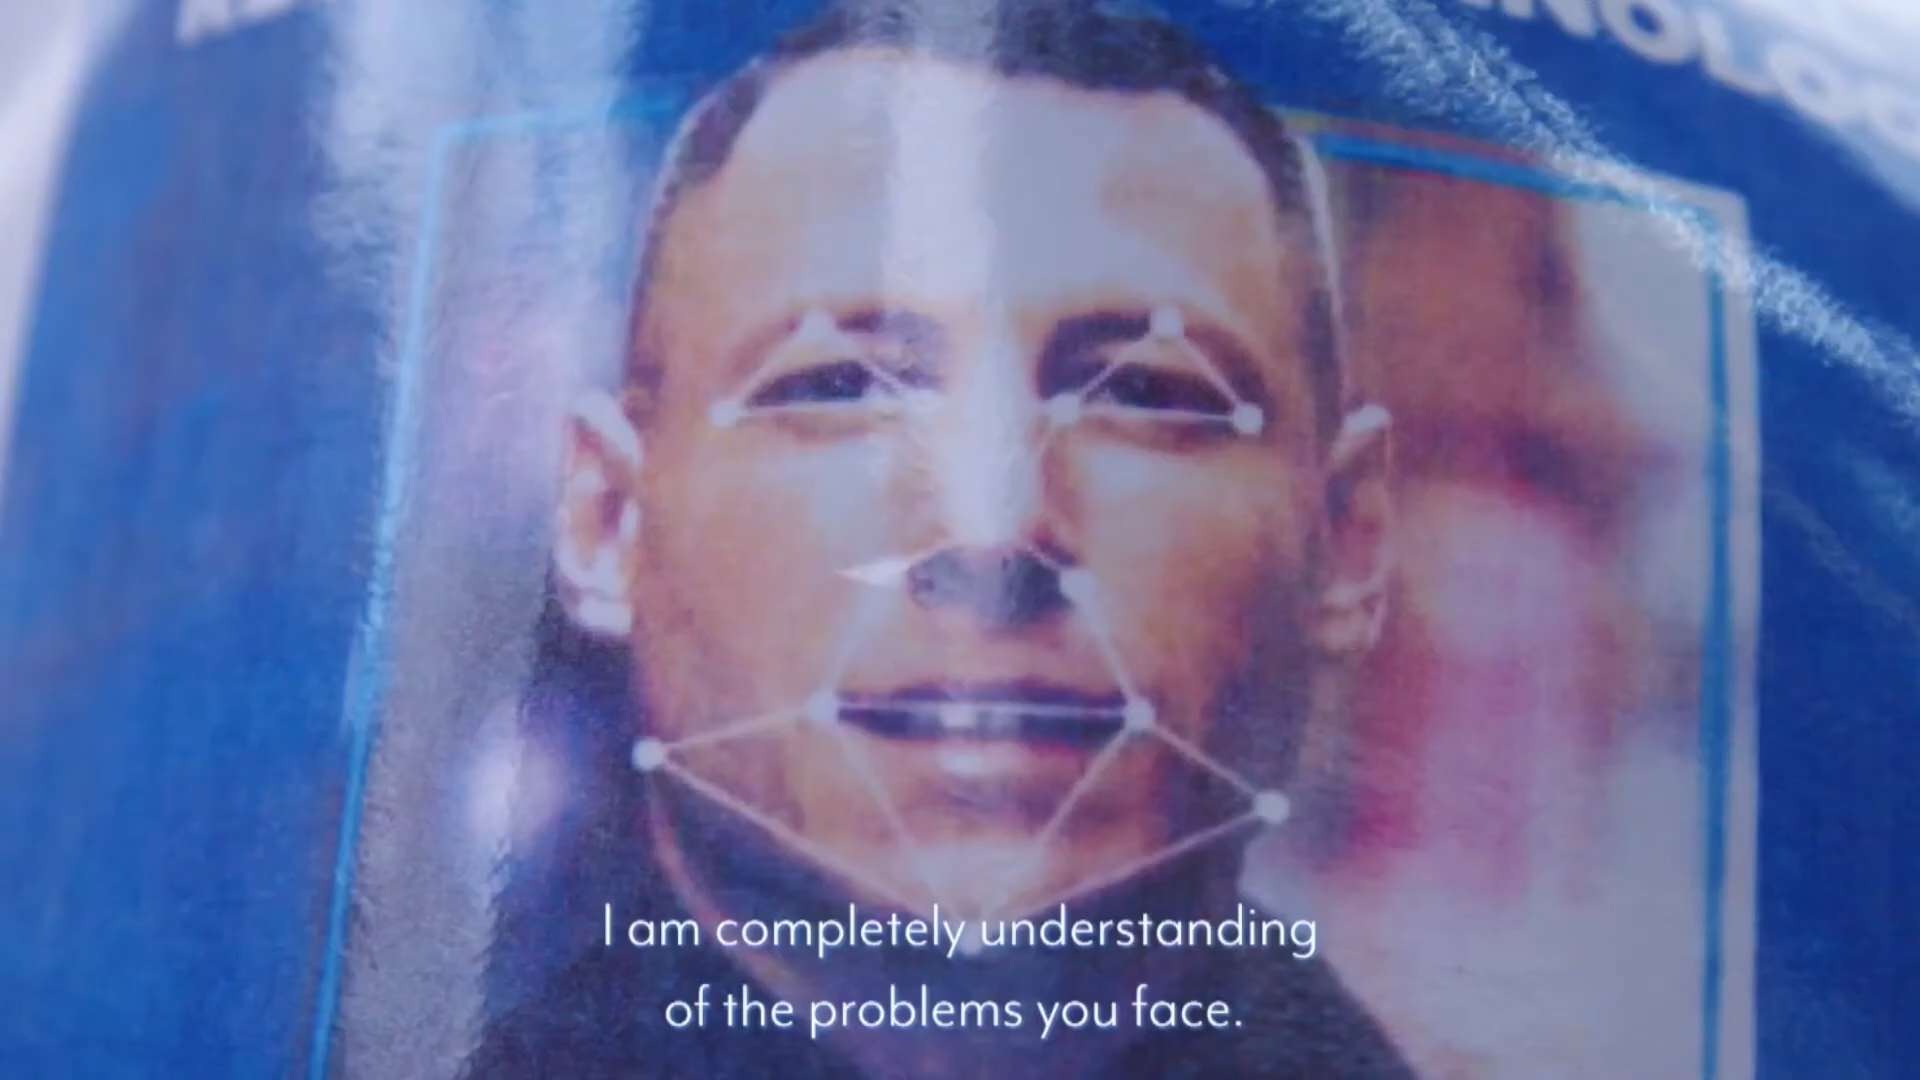 I am completely understanding
of the problems you face.